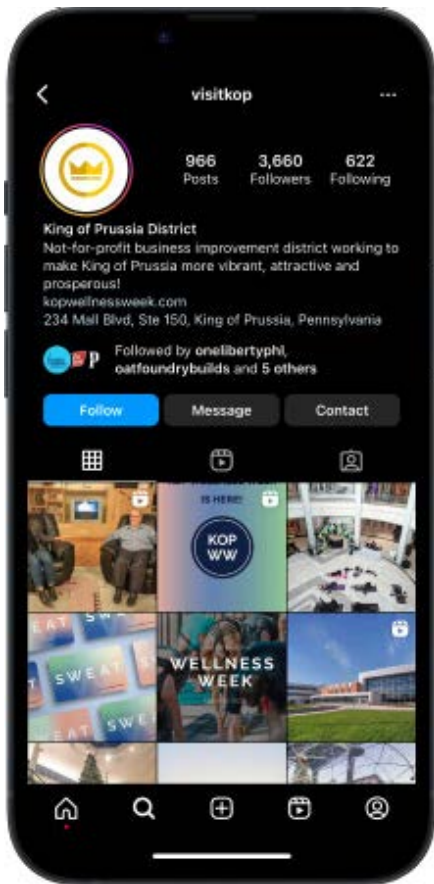 visitkop
966 3,660 622
Posts Followers Following
King of Prussia District
Not-for-profit business improvement district working to
make King of Prussia more vibrant, attractive and
prosperous!
kopwellnessweek.com
234 Mall Blvd, Ste 150, King of Prussia, Pennsylvania
P
Followed by onelibertyphl,
oatfoundrybuilds and 5 others
Follow Message Contact
IS HERE!
KOP
WW
EAT SW
SWEAT
SWEAT
WELLNESS
WEEK